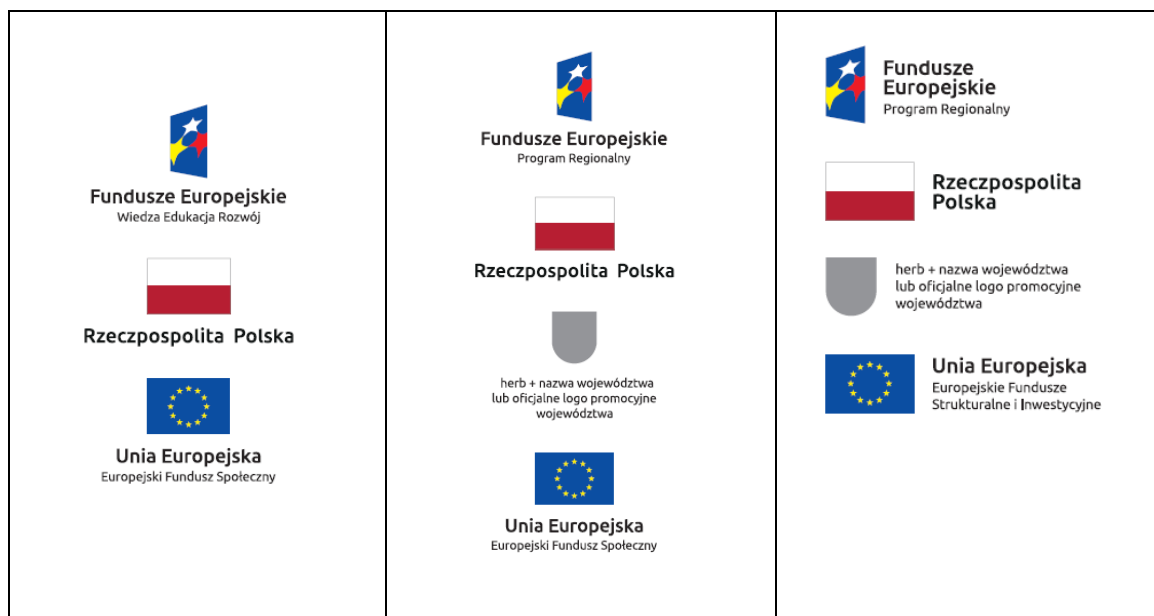 Fundusze Europejskie
Wiedza Edukacja Rozwój
Rzeczpospolita Polska
Unia Europejska
Europejski Fundusz Społeczny
Fundusze Europejskie
Program Regionalny
Rzeczpospolita Polska
herb + nazwa województwa
lub oficjalne logo promocyjne
województwa
Unia Europejska
Europejski Fundusz Społeczny
Fundusze
Europejskie
Program Regionalny
Rzeczpospolita
Polska
herb + nazwa województwa
lub oficjalne logo promocyjne
województwa
Unia Europejska
Europejskie Fundusze
Strukturalne i Inwestycyjne